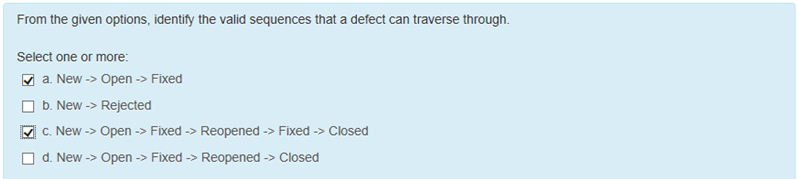 From the given options, identify the valid sequences that a defect can traverse through.
Select one or more:
a. New -> Open -> Fixed
b. New -> Rejected
c. New -> Open -> Fixed -> Reopened -> Fixed -> Closed
d. New -> Open -> Fixed -> Reopened -> Closed